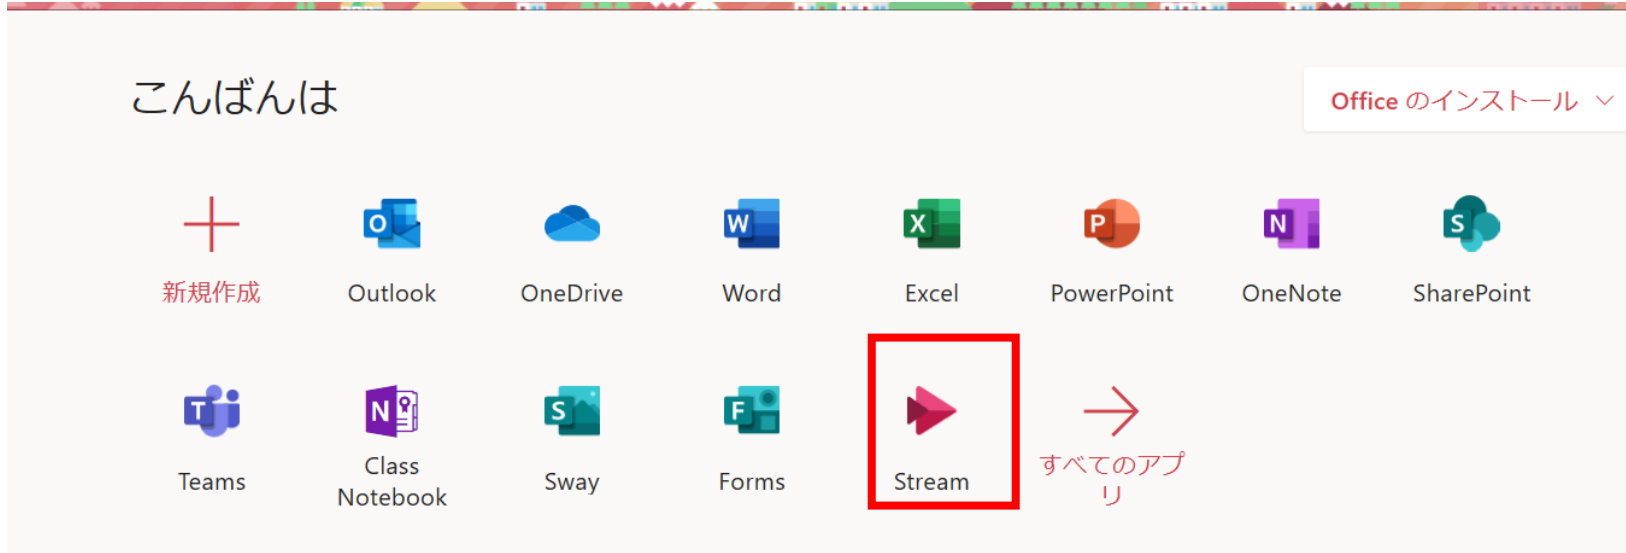 こんばんは
Office のインストール
新規作成
Outlook
OneDrive
Word
Excel
PowerPoint
OneNote
SharePoint
Teams
Class
Notebook
Sway
Forms
Stream
すべてのアプ
リ